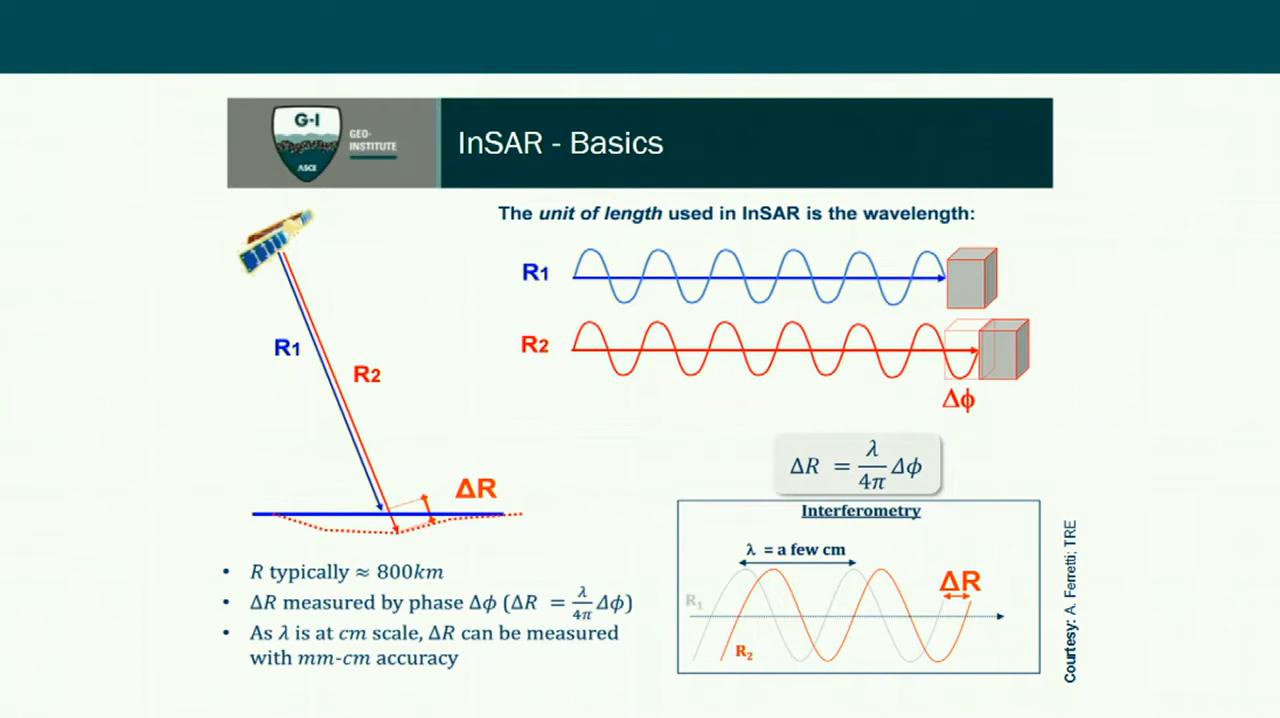 G-I
ASCE
GEO-
INSTITUTE
InSAR - Basics
The unit of length used in InSAR is the wavelength:
R1
R2
Δϕ
R1
R2
ΔR
ΔR = λ/4π Δϕ
Interferometry
λ = a few cm
ΔR
R1
R2
• R typically ≈ 800km
• ΔR measured by phase Δϕ (ΔR = λ/4π Δϕ)
• As λ is at cm scale, ΔR can be measured
with mm-cm accuracy
Courtesy: A. Ferretti; TRE